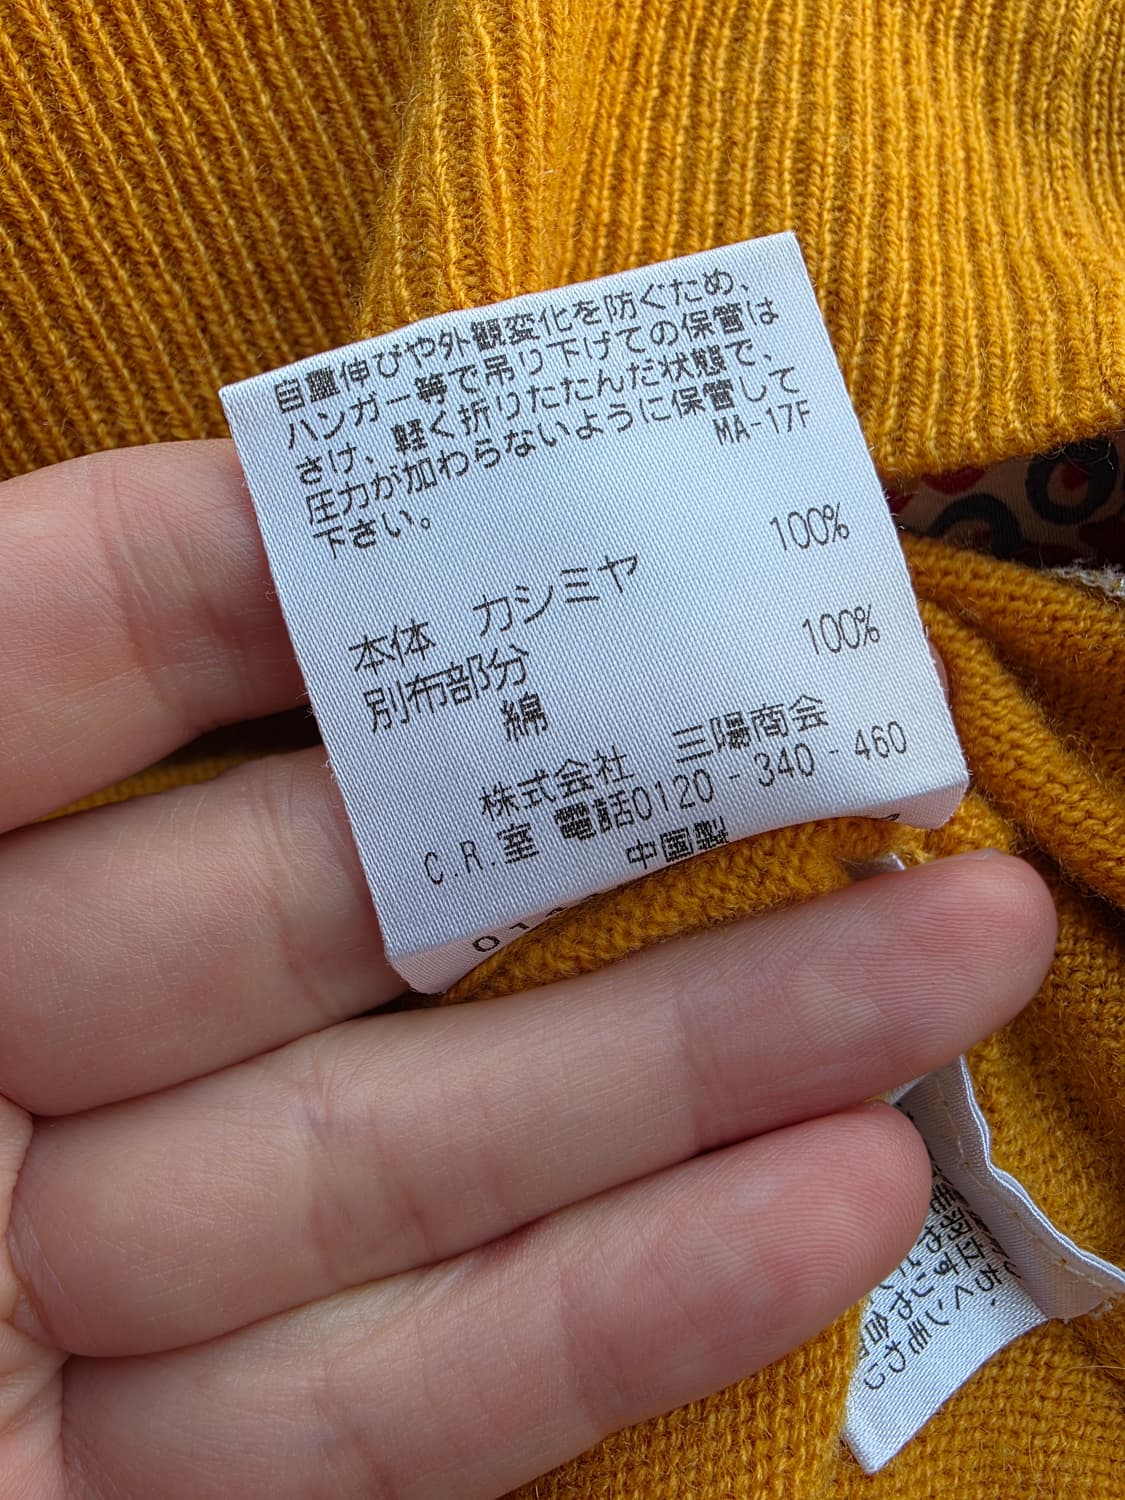 自重伸びや外観変化を防ぐため、
ハンガー等で吊り下げての保管は
さけ、軽く折りたたんだ状態で、
圧力が加わらないように保管して
下さい。
MA-17F
本体 カシミヤ 100%
別布部分
綿 100%
株式会社 三陽商会
C.R.室 電話0120-340-460
中国製